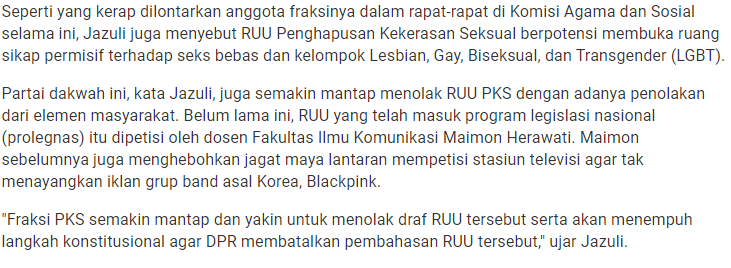 Seperti yang kerap dilontarkan anggota fraksinya dalam rapat-rapat di Komisi Agama dan Sosial
selama ini, Jazuli juga menyebut RUU Penghapusan Kekerasan Seksual berpotensi membuka ruang
sikap permisif terhadap seks bebas dan kelompok Lesbian, Gay, Biseksual, dan Transgender (LGBT).
Partai dakwah ini, kata Jazuli, juga semakin mantap menolak RUU PKS dengan adanya penolakan
dari elemen masyarakat. Belum lama ini, RUU yang telah masuk program legislasi nasional
(prolegnas) itu dipetisi oleh dosen Fakultas Ilmu Komunikasi Maimon Herawati. Maimon
sebelumnya juga menghebohkan jagat maya lantaran mempetisi stasiun televisi agar tak
menayangkan iklan grup band asal Korea, Blackpink.
"Fraksi PKS semakin mantap dan yakin untuk menolak draf RUU tersebut serta akan menempuh
langkah konstitusional agar DPR membatalkan pembahasan RUU tersebut," ujar Jazuli.